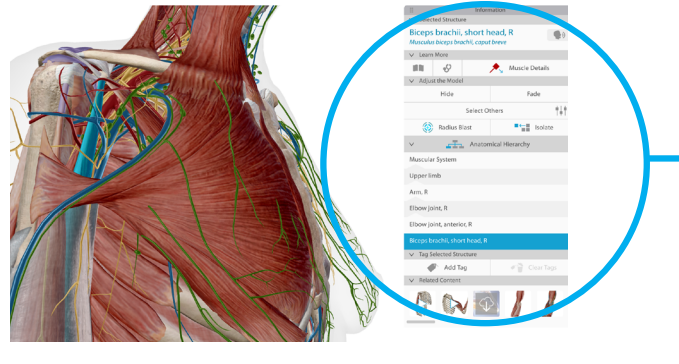 Information
Selected Structure
Biceps brachii, short head, R
Musculus biceps brachii, caput breve
Learn More
Muscle Details
Adjust the Model
Hide Fade
Select Others
Radius Blast Isolate
Anatomical Hierarchy
Muscular System
Upper limb
Arm, R
Elbow joint, R
Elbow joint, anterior, R
Biceps brachii, short head, R
Tag Selected Structure
Add Tag Clear Tags
Related Content